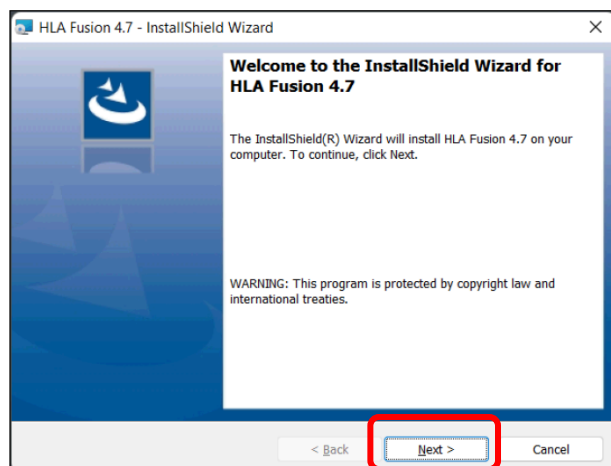 HLA Fusion 4.7 - InstallShield Wizard
Welcome to the InstallShield Wizard for
HLA Fusion 4.7
The InstallShield(R) Wizard will install HLA Fusion 4.7 on your
computer. To continue, click Next.
WARNING: This program is protected by copyright law and
international treaties.
< Back
Next >
Cancel